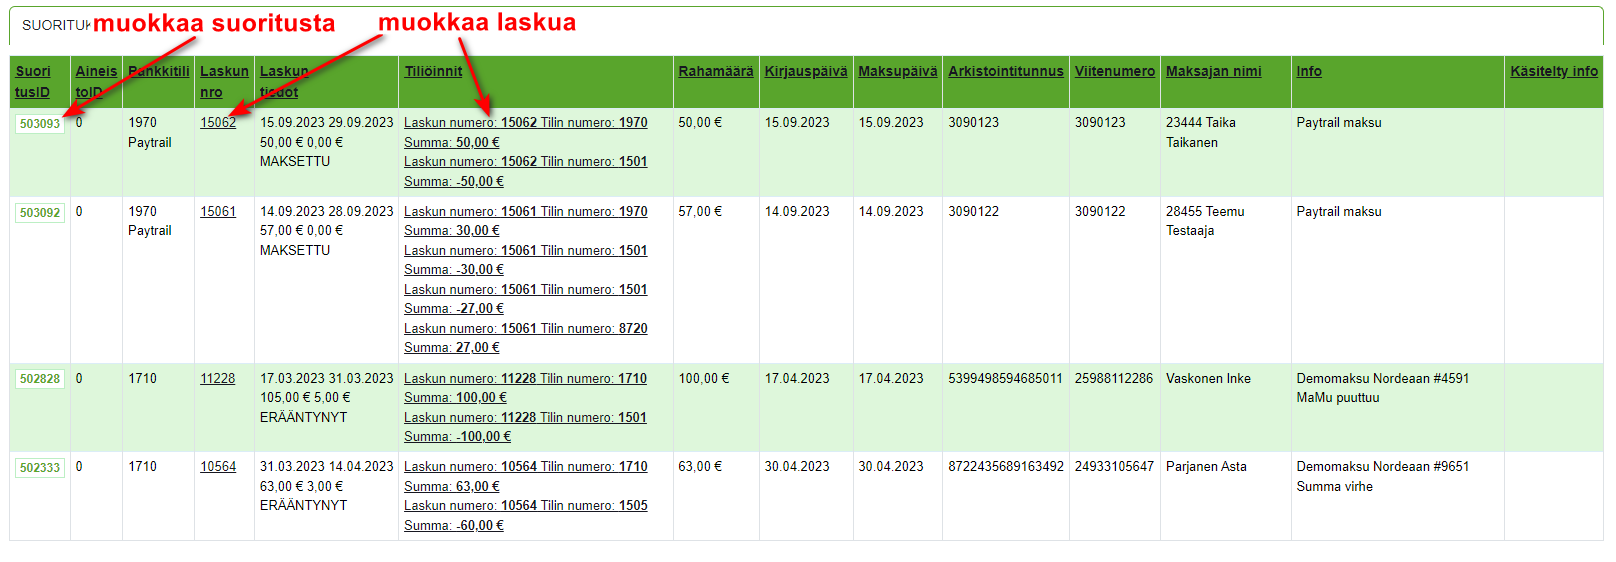 SUORITUK
muokkaa suoritusta
muokkaa laskua
Suori
tusID
Aineis
toID
Pankkitili
Laskun
nro
Laskun
tiedot
Tiliöinnit
Rahamäärä
Kirjauspäivä
Maksupäivä
Arkistointitunnus
Viitenumero
Maksajan nimi
Info
Käsitelty info
503093
0
1970
Paytrail
15062
15.09.2023 29.09.2023
50,00 € 0,00 €
MAKSETTU
Laskun numero: 15062 Tilin numero: 1970
Summa: 50,00 €
Laskun numero: 15062 Tilin numero: 1501
Summa: -50,00 €
50,00 €
15.09.2023
15.09.2023
3090123
3090123
23444 Taika
Taikanen
Paytrail maksu
503092
0
1970
Paytrail
15061
14.09.2023 28.09.2023
57,00 € 0,00 €
MAKSETTU
Laskun numero: 15061 Tilin numero: 1970
Summa: 30,00 €
Laskun numero: 15061 Tilin numero: 1501
Summa: -30,00 €
Laskun numero: 15061 Tilin numero: 1501
Summa: -27,00 €
Laskun numero: 15061 Tilin numero: 8720
Summa: 27,00 €
57,00 €
14.09.2023
14.09.2023
3090122
3090122
28455 Teemu
Testaaja
Paytrail maksu
502828
0
1710
11228
17.03.2023 31.03.2023
105,00 € 5,00 €
ERÄÄNTYNYT
Laskun numero: 11228 Tilin numero: 1710
Summa: 100,00 €
Laskun numero: 11228 Tilin numero: 1501
Summa: -100,00 €
100,00 €
17.04.2023
17.04.2023
5399498594685011
25988112286
Vaskonen Inke
Demomaksu Nordeaan #4591
MaMu puuttuu
502333
0
1710
10564
31.03.2023 14.04.2023
63,00 € 3,00 €
ERÄÄNTYNYT
Laskun numero: 10564 Tilin numero: 1710
Summa: 63,00 €
Laskun numero: 10564 Tilin numero: 1505
Summa: -60,00 €
63,00 €
30.04.2023
30.04.2023
8722435689163492
24933105647
Parjanen Asta
Demomaksu Nordeaan #9651
Summa virhe